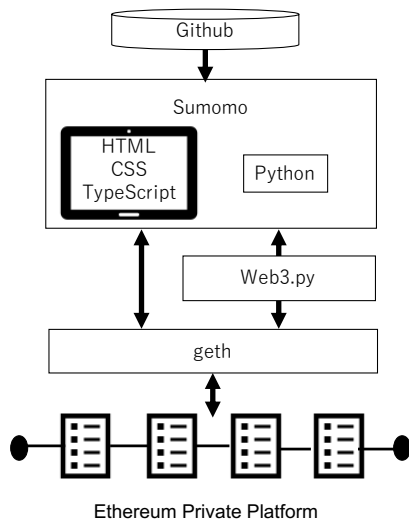 Github
Sumomo
HTML
CSS
TypeScript
Python
Web3.py
geth
Ethereum Private Platform